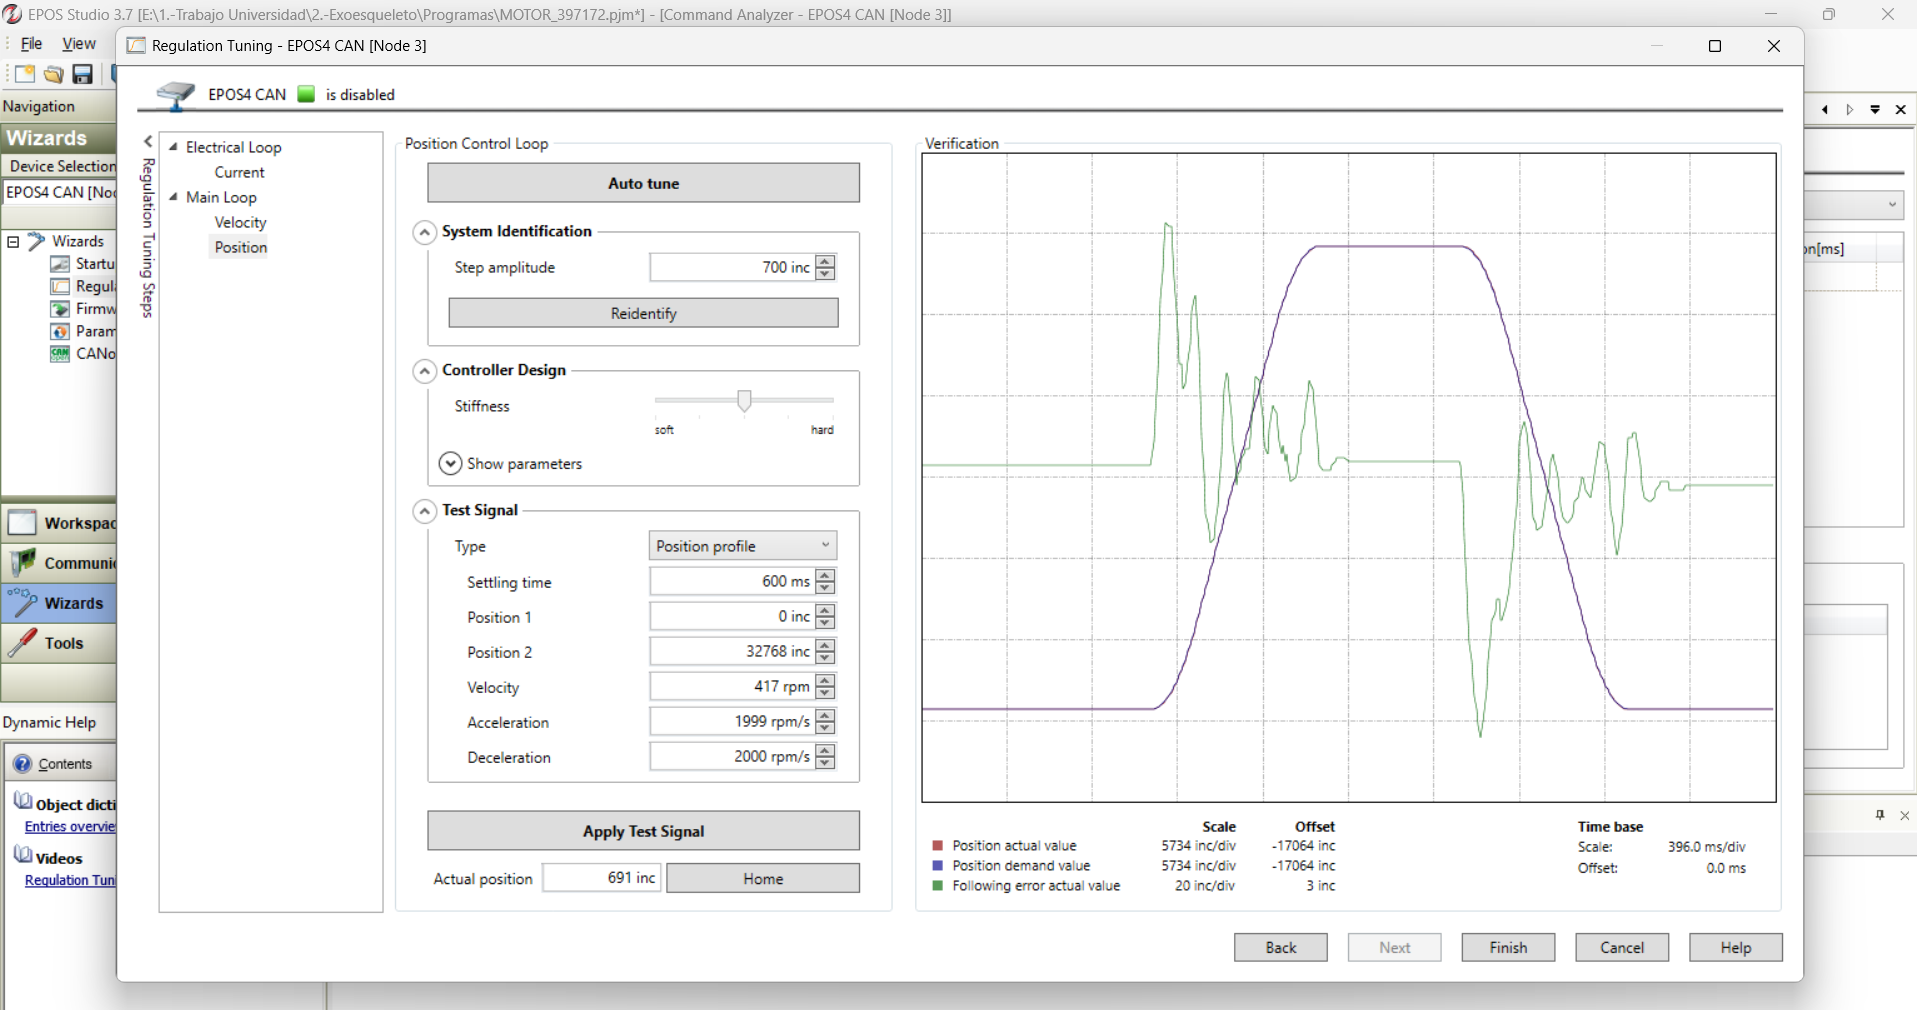 EPOS Studio 3.7 [E:\1.-Trabajo Universidad\2.-Exoesqueleto\Programas\MOTOR_397172.pjm*] - [Command Analyzer - EPOS4 CAN [Node 3]]
File View
Regulation Tuning - EPOS4 CAN [Node 3]
EPOS4 CAN is disabled
Navigation
Wizards
Device Selection
EPOS4 CAN [Noc
Wizards
Startu
Regul
Firmw
Param
CANo
Workspac
Communic
Wizards
Tools
Dynamic Help
Contents
Object dicti
Entries overvie
Videos
Regulation Tuni
Regulation Tuning Steps
Electrical Loop
Current
Main Loop
Velocity
Position
Position Control Loop
Auto tune
System Identification
Step amplitude 700 inc
Reidentify
Controller Design
Stiffness
soft hard
Show parameters
Test Signal
Type Position profile
Settling time 600 ms
Position 1 0 inc
Position 2 32768 inc
Velocity 417 rpm
Acceleration 1999 rpm/s
Deceleration 2000 rpm/s
Apply Test Signal
Actual position 691 inc Home
Verification
Scale Offset
Position actual value 5734 inc/div -17064 inc
Position demand value 5734 inc/div -17064 inc
Following error actual value 20 inc/div 3 inc
Time base
Scale: 396.0 ms/div
Offset: 0.0 ms
Back Next Finish Cancel Help
on[ms]